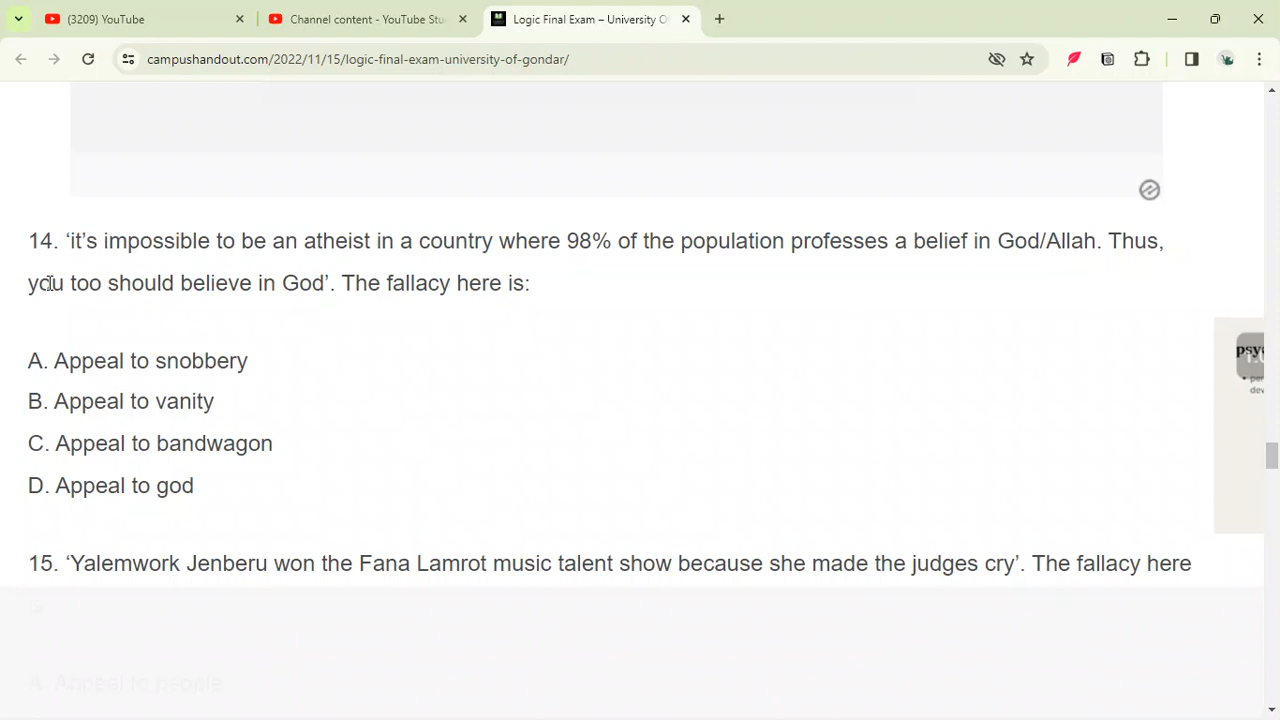 (3209) YouTube
Channel content - YouTube Stu
Logic Final Exam – University O
campushandout.com/2022/11/15/logic-final-exam-university-of-gondar/
14. ‘it’s impossible to be an atheist in a country where 98% of the population professes a belief in God/Allah. Thus,
you too should believe in God’. The fallacy here is:
A. Appeal to snobbery
B. Appeal to vanity
C. Appeal to bandwagon
D. Appeal to god
15. ‘Yalemwork Jenberu won the Fana Lamrot music talent show because she made the judges cry’. The fallacy here
A. Appeal to people